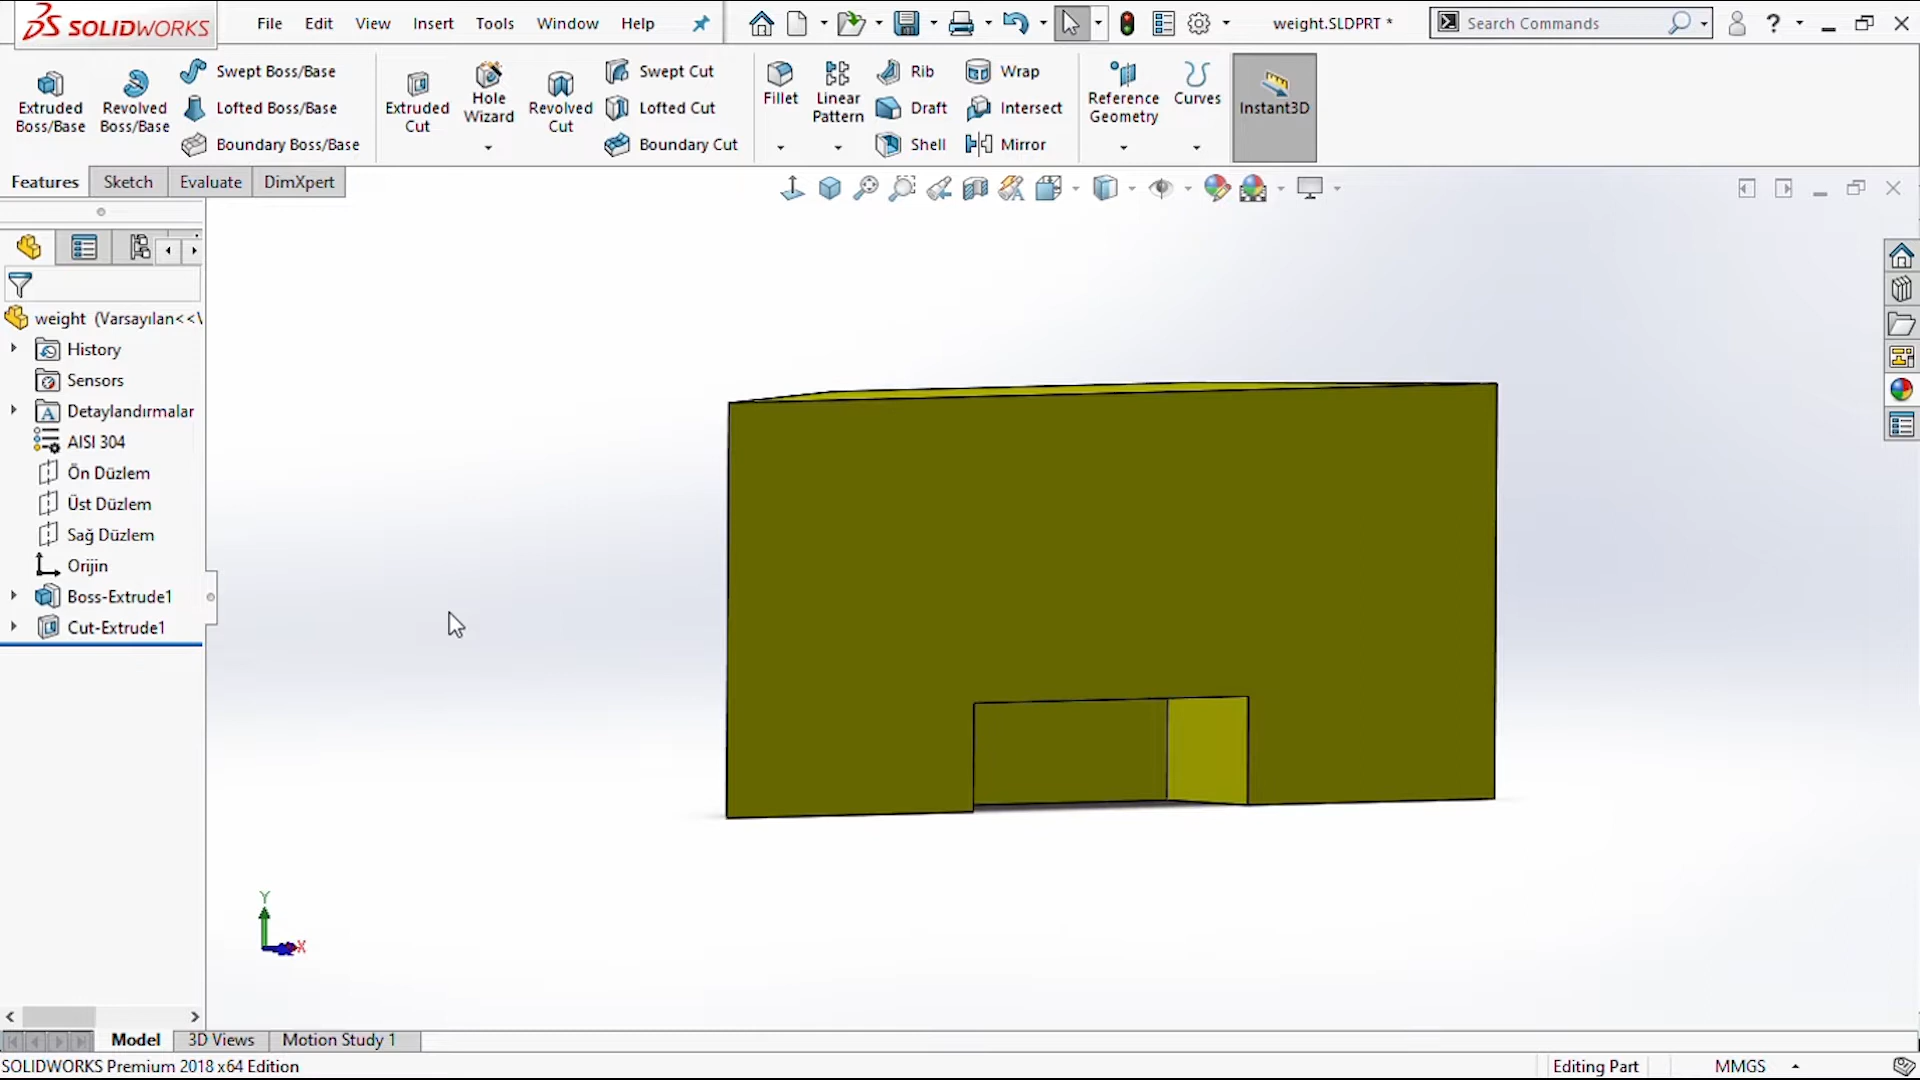 SOLIDWORKS
File Edit View Insert Tools Window Help
weight.SLDPRT *
Search Commands
Extruded Boss/Base
Revolved Boss/Base
Swept Boss/Base
Lofted Boss/Base
Boundary Boss/Base
Extruded Cut
Hole Wizard
Revolved Cut
Swept Cut
Lofted Cut
Boundary Cut
Fillet
Linear Pattern
Rib
Draft
Shell
Wrap
Intersect
Mirror
Reference Geometry
Curves
Instant3D
Features Sketch Evaluate DimXpert
weight (Varsayılan<<
History
Sensors
Detaylandırmalar
AISI 304
Ön Düzlem
Üst Düzlem
Sağ Düzlem
Orijin
Boss-Extrude1
Cut-Extrude1
Y
X
Model 3D Views Motion Study 1
SOLIDWORKS Premium 2018 x64 Edition
Editing Part
MMGS